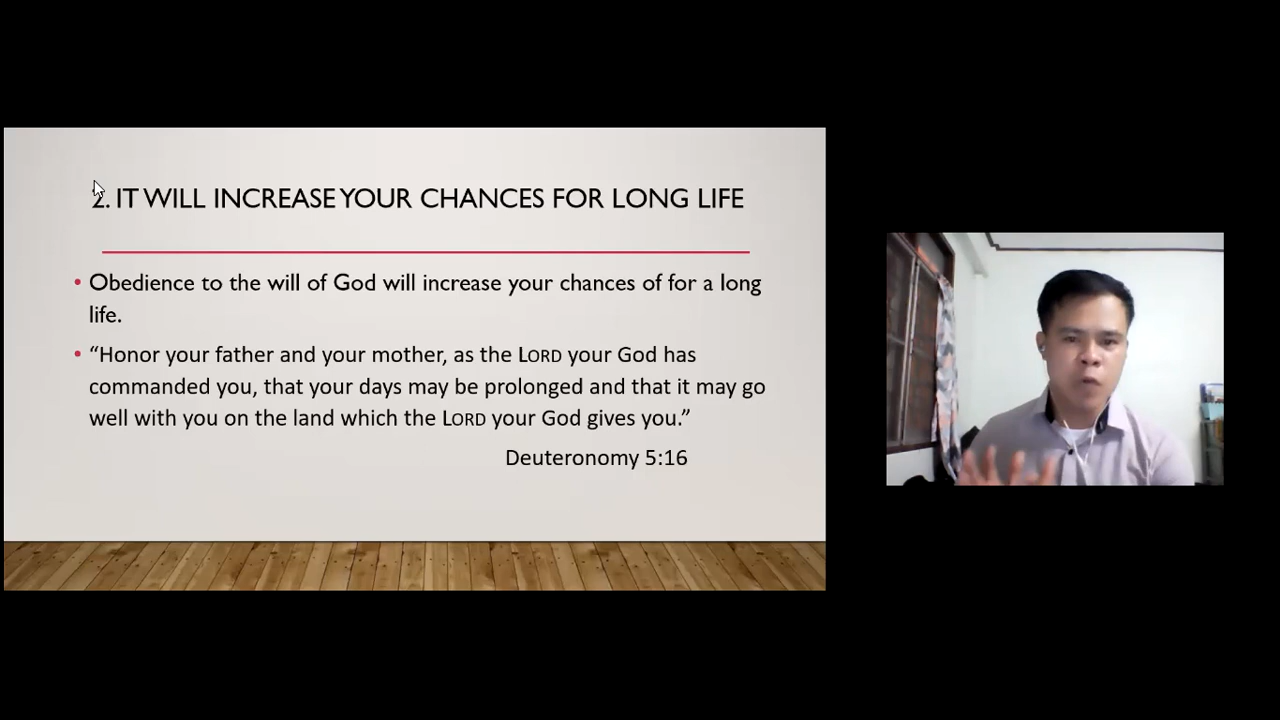 2. IT WILL INCREASE YOUR CHANCES FOR LONG LIFE
• Obedience to the will of God will increase your chances of for a long
life.
• “Honor your father and your mother, as the LORD your God has
commanded you, that your days may be prolonged and that it may go
well with you on the land which the LORD your God gives you.”
Deuteronomy 5:16